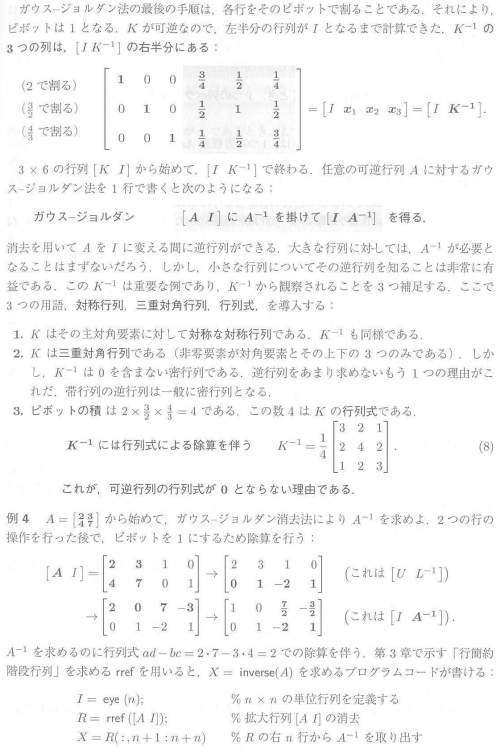 ガウス–ジョルダン法の最後の手順は，各行をそのピボットで割ることである．それにより，
ピボットは 1 となる．K が可逆なので，左半分の行列が I となるまで計算できた．K⁻¹ の
3 つの列は，[I K⁻¹] の右半分にある：
(2 で割る) [1 0 0 3/4 1/2 1/4]
(3/2 で割る) [0 1 0 1/2 1 1/2] = [I x₁ x₂ x₃] = [I K⁻¹].
(4/3 で割る) [0 0 1 1/4 1/2 3/4]
3 × 6 の行列 [K I] から始めて，[I K⁻¹] で終わる．任意の可逆行列 A に対するガウ
ス–ジョルダン法を 1 行で書くと次のようになる：
ガウス–ジョルダン [A I] に A⁻¹ を掛けて [I A⁻¹] を得る．
消去を用いて A を I に変える間に逆行列ができる．大きな行列に対しては，A⁻¹ が必要と
なることはまずないだろう．しかし，小さな行列についてその逆行列を知ることは非常に有
益である．この K⁻¹ は重要な例であり，K⁻¹ から観察されることを 3 つ補足する．ここで
3 つの用語，対称行列，三重対角行列，行列式，を導入する：
1. K はその主対角要素に対して対称な対称行列である．K⁻¹ も同様である．
2. K は三重対角行列である（非零要素が対角要素とその上下の 3 つのみである）．しか
し，K⁻¹ は 0 を含まない密行列である．逆行列をあまり求めないもう 1 つの理由がこ
れだ．帯行列の逆行列は一般に密行列となる．
3. ピボットの積 は 2 × 3/2 × 4/3 = 4 である．この数 4 は K の行列式である．
K⁻¹ には行列式による除算を伴う K⁻¹ = 1/4 [3 2 1; 2 4 2; 1 2 3] . (8)
これが，可逆行列の行列式が 0 とならない理由である．
例 4 A = [2 3; 4 7] から始めて，ガウス–ジョルダン消去法により A⁻¹ を求めよ．2 つの行の
操作を行った後で，ピボットを 1 にするため除算を行う：
[A I] = [2 3 1 0; 4 7 0 1] → [2 3 1 0; 0 1 −2 1] (これは [U L⁻¹])
→ [2 0 7 −3; 0 1 −2 1] → [1 0 7/2 −3/2; 0 1 −2 1] (これは [I A⁻¹]) .
A⁻¹ を求めるのに行列式 ad − bc = 2・7 − 3・4 = 2 での除算を伴う．第 3 章で示す「行簡約
階段行列」を求める rref を用いると，X = inverse(A) を求めるプログラムコードが書ける：
I = eye (n); % n × n の単位行列を定義する
R = rref ([A I]); % 拡大行列 [A I] の消去
X = R(:, n+1 : n+n) % R の右 n 行から A⁻¹ を取り出す